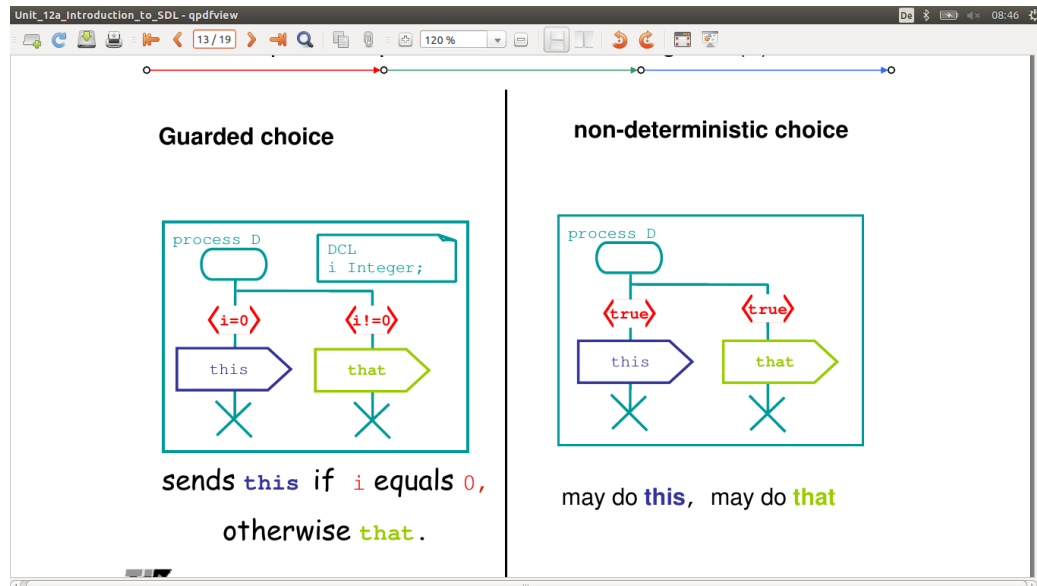 Unit_12a_Introduction_to_SDL - qpdfview
De
08:46
13 / 19
120 %
Guarded choice
process D
DCL
i Integer;
i=0
i!=0
this
that
sends this if i equals 0,
otherwise that.
non-deterministic choice
process D
true
true
this
that
may do this, may do that